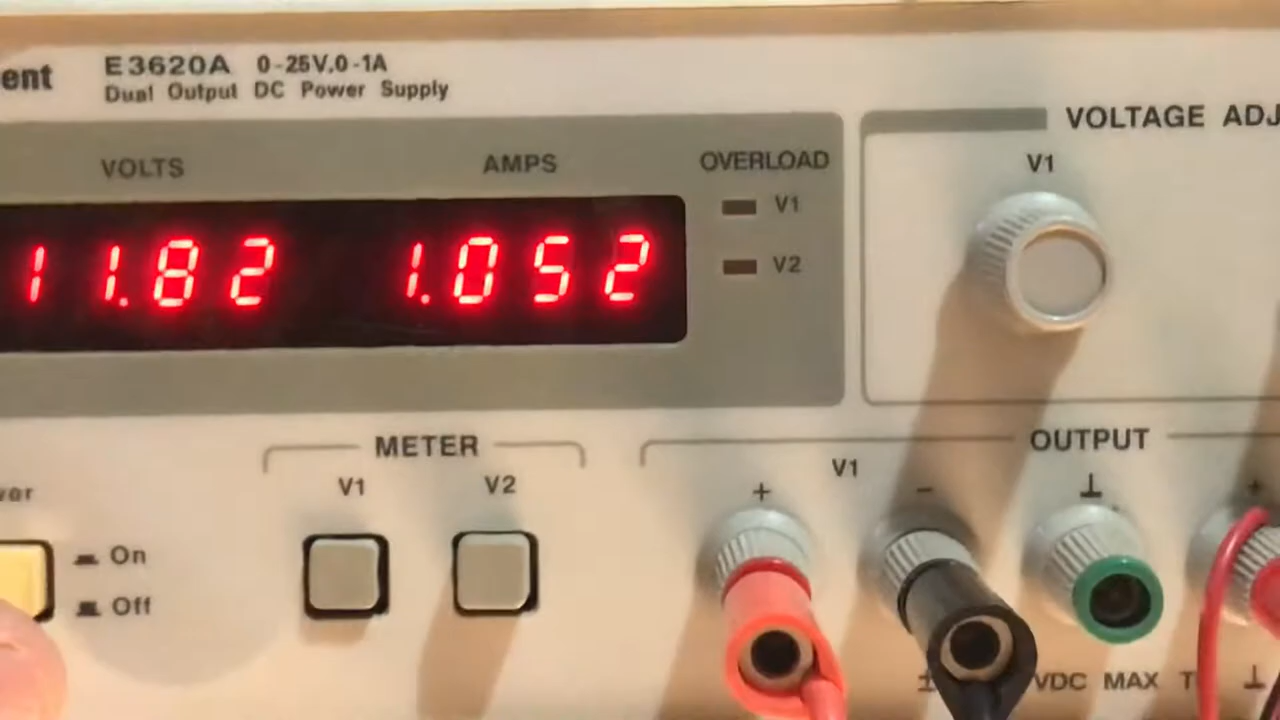 ent E3620A 0-25V,0-1A
Dual Output DC Power Supply
VOLTAGE ADJ
VOLTS AMPS OVERLOAD
V1
V1
V2
11.82 1.052
METER
OUTPUT
V1 V2
V1
+ - ⊥ +
On
Off
VDC MAX T ⊥